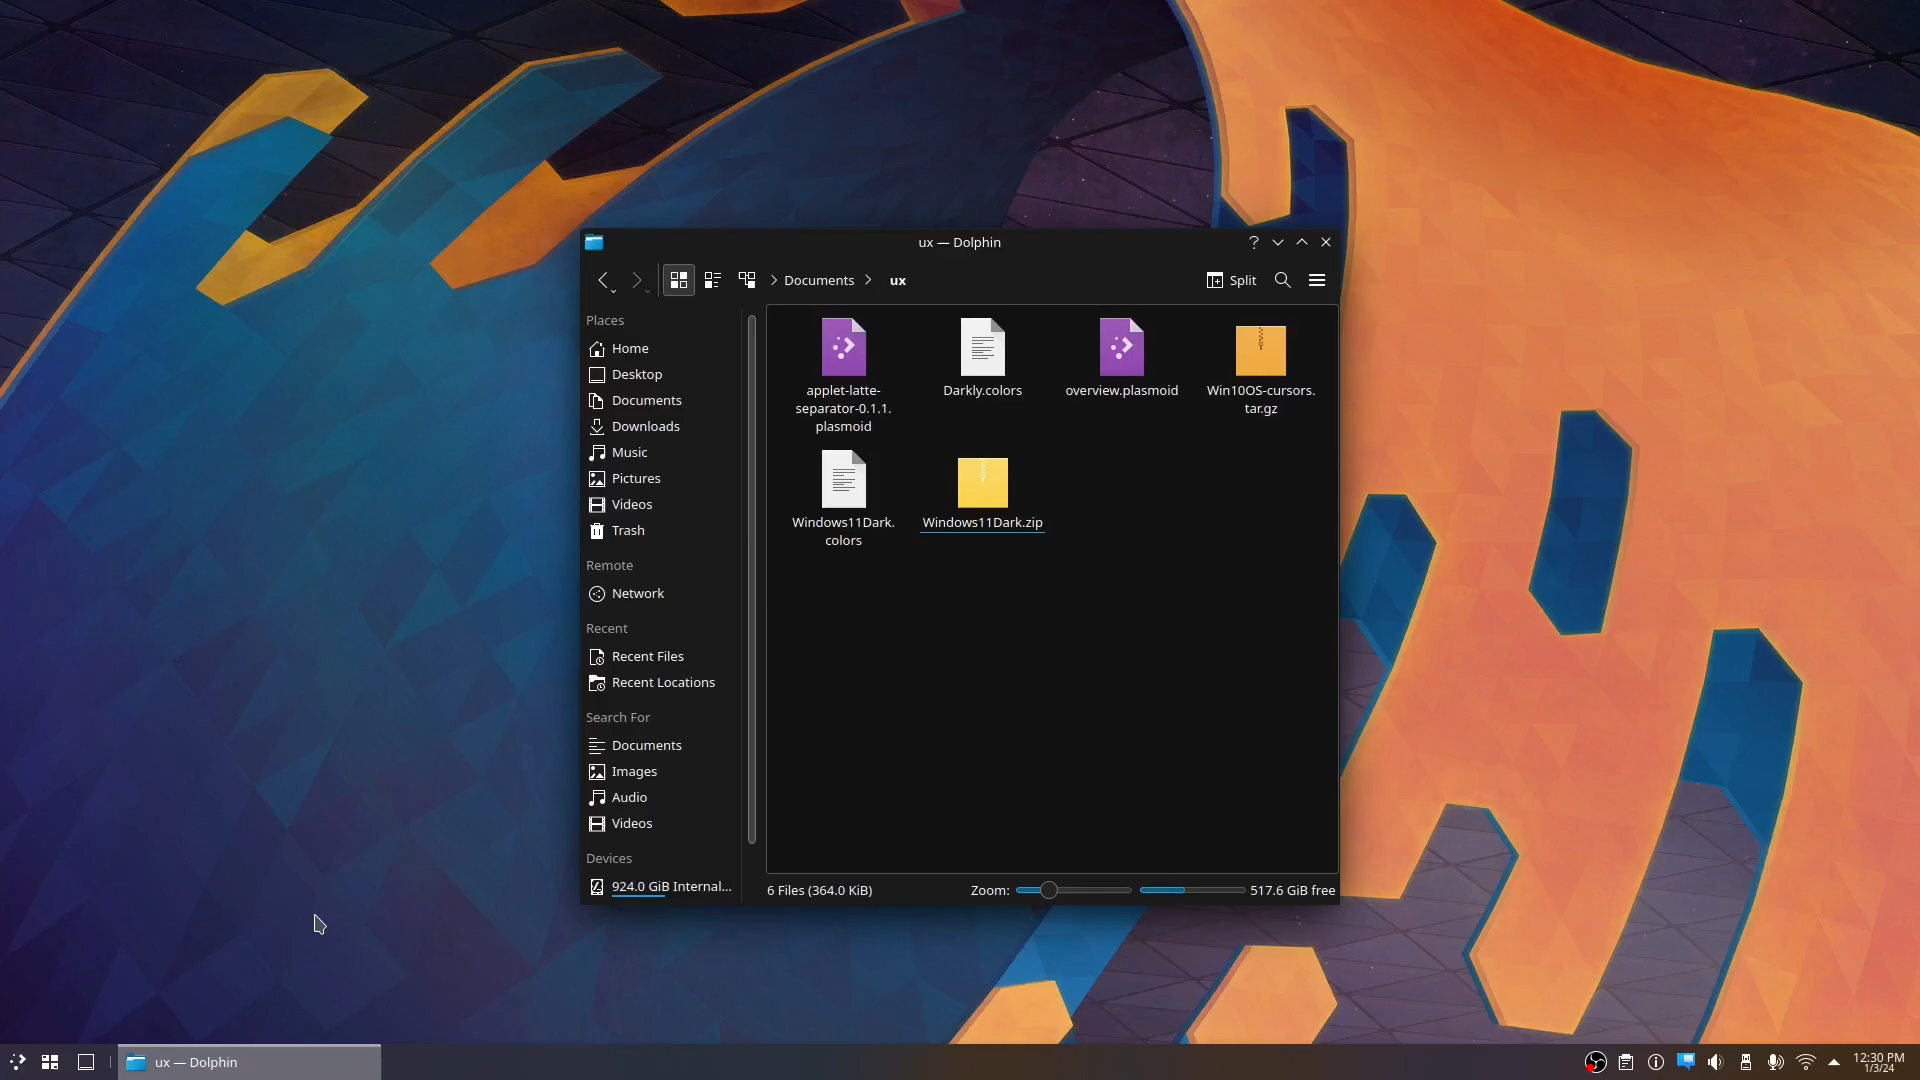 ux — Dolphin
Documents
ux
Split
Places
Home
Desktop
Documents
Downloads
Music
Pictures
Videos
Trash
Remote
Network
Recent
Recent Files
Recent Locations
Search For
Documents
Images
Audio
Videos
Devices
924.0 GiB Internal...
applet-latte-
separator-0.1.1.
plasmoid
Darkly.colors
overview.plasmoid
Win10OS-cursors.
tar.gz
Windows11Dark.
colors
Windows11Dark.zip
6 Files (364.0 KiB)
Zoom:
517.6 GiB free
ux — Dolphin
12:30 PM
1/3/24